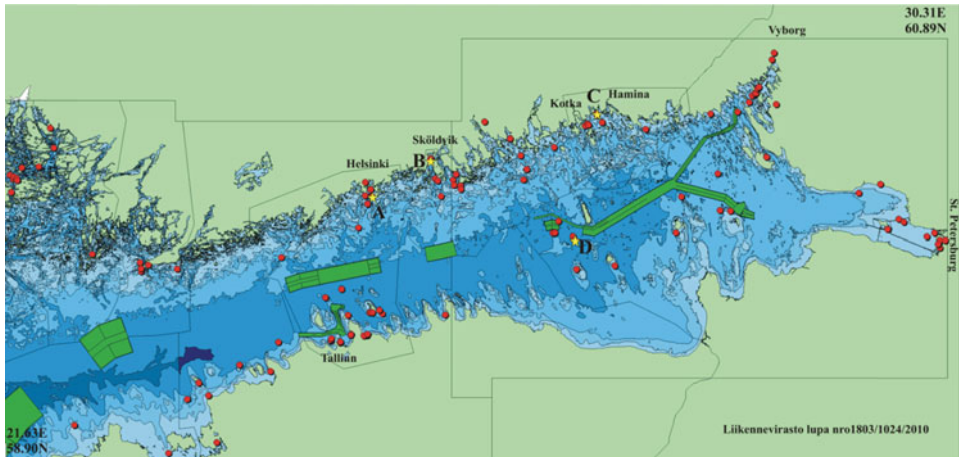 30.31E
60.89N
Vyborg
C Hamina
Kotka
Sköldvik
B
Helsinki
A
St. Petersburg
D
Tallinn
21.63E
58.90N
Liikennevirasto lupa nro1803/1024/2010